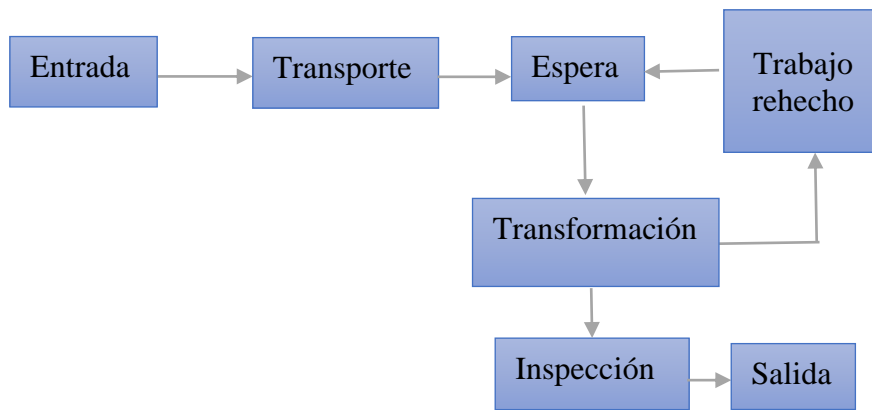 Entrada
Transporte
Espera
Trabajo
rehecho
Transformación
Inspección
Salida